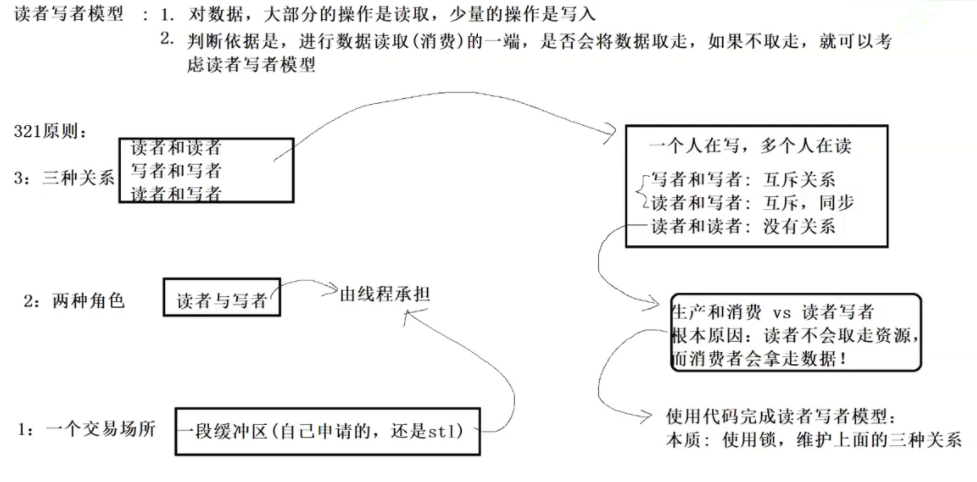 读者写者模型 : 1. 对数据，大部分的操作是读取，少量的操作是写入
2. 判断依据是，进行数据读取(消费)的一端，是否会将数据取走，如果不取走，就可以考
虑读者写者模型
321原则：
3：三种关系
读者和读者
写者和写者
读者和写者
一个人在写，多个人在读
写者和写者：互斥关系
读者和写者：互斥，同步
读者和读者：没有关系
2：两种角色
读者与写者
由线程承担
生产和消费 vs 读者写者
根本原因：读者不会取走资源，
而消费者会拿走数据！
1：一个交易场所
一段缓冲区(自己申请的，还是stl)
使用代码完成读者写者模型：
本质：使用锁，维护上面的三种关系